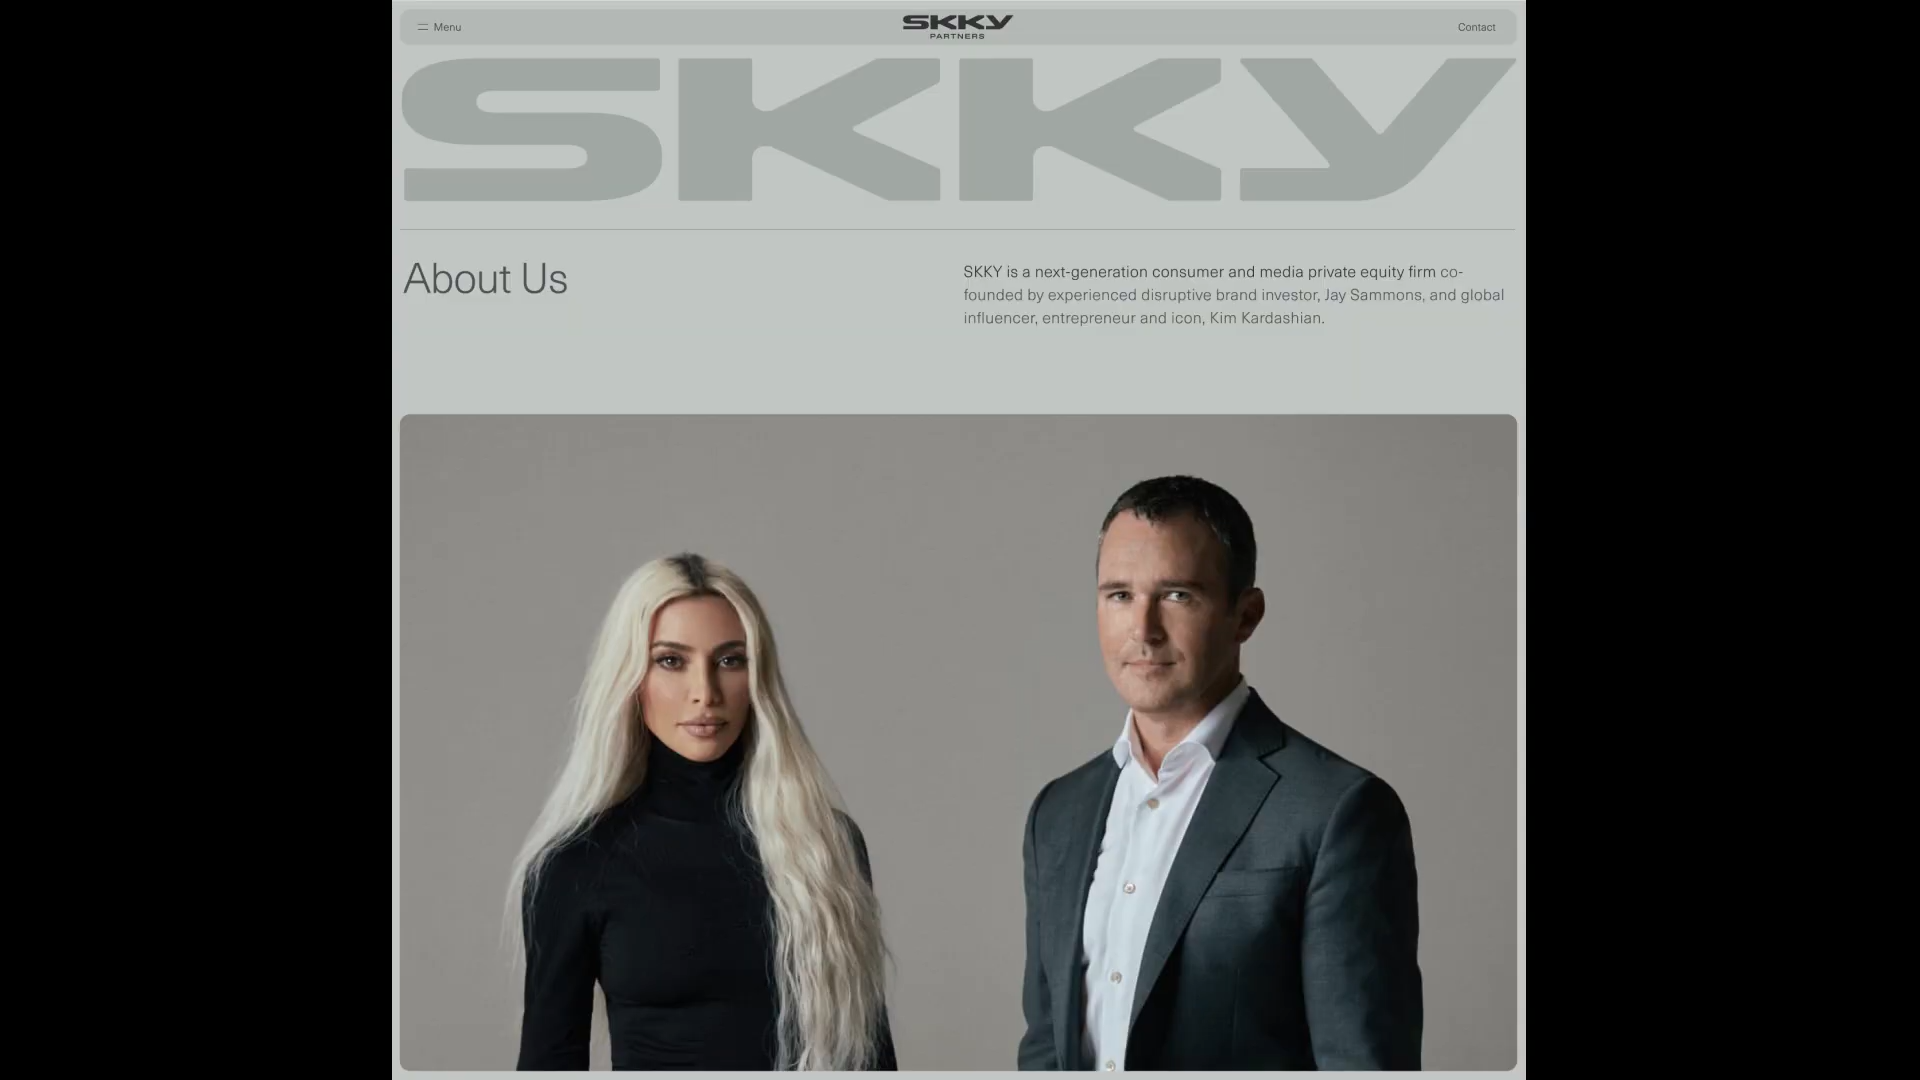 Menu
SKKY
PARTNERS
Contact
SKKY
About Us
SKKY is a next-generation consumer and media private equity firm co-
founded by experienced disruptive brand investor, Jay Sammons, and global
influencer, entrepreneur and icon, Kim Kardashian.